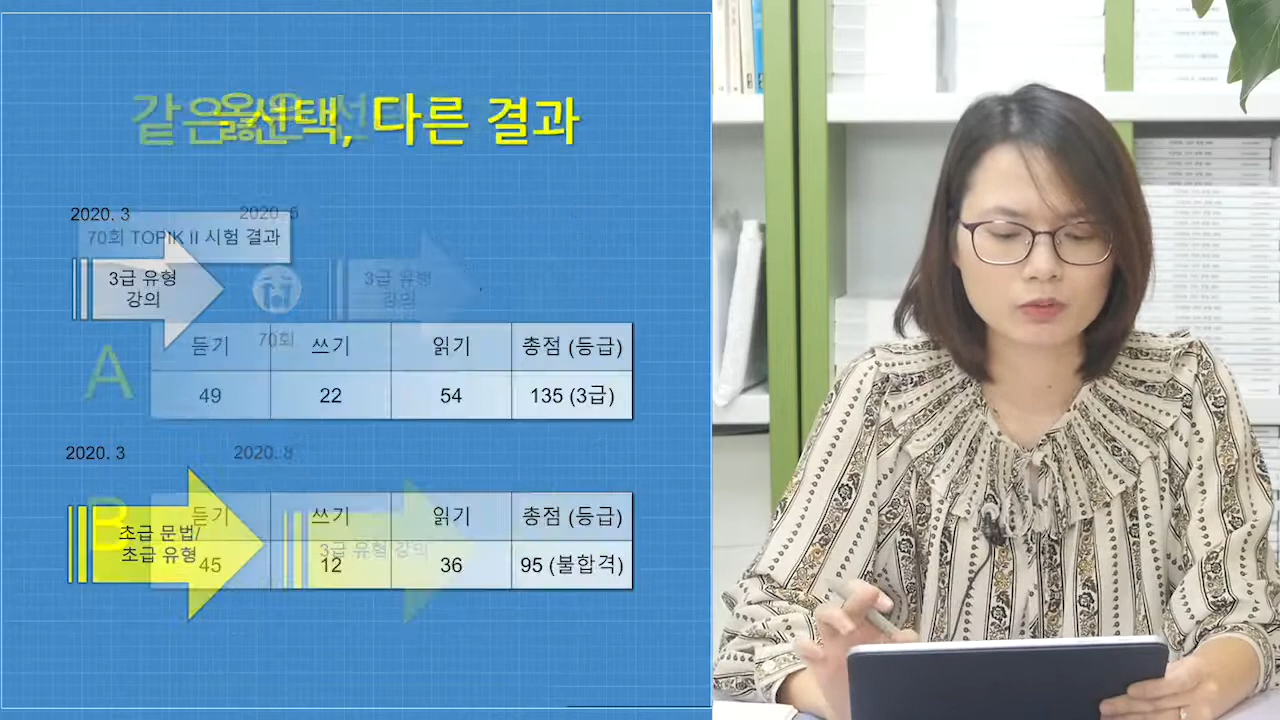 같은 선택, 다른 결과
옳은 선택
2020. 3
70회 TOPIK II 시험 결과
3급 유형
강의
3급 유형
강의
70회
A
듣기 쓰기 읽기 총점 (등급)
49 22 54 135 (3급)
2020. 3
B
듣기 쓰기 읽기 총점 (등급)
초급 문법/
초급 유형
3급 유형 강의
45 12 36 95 (불합격)